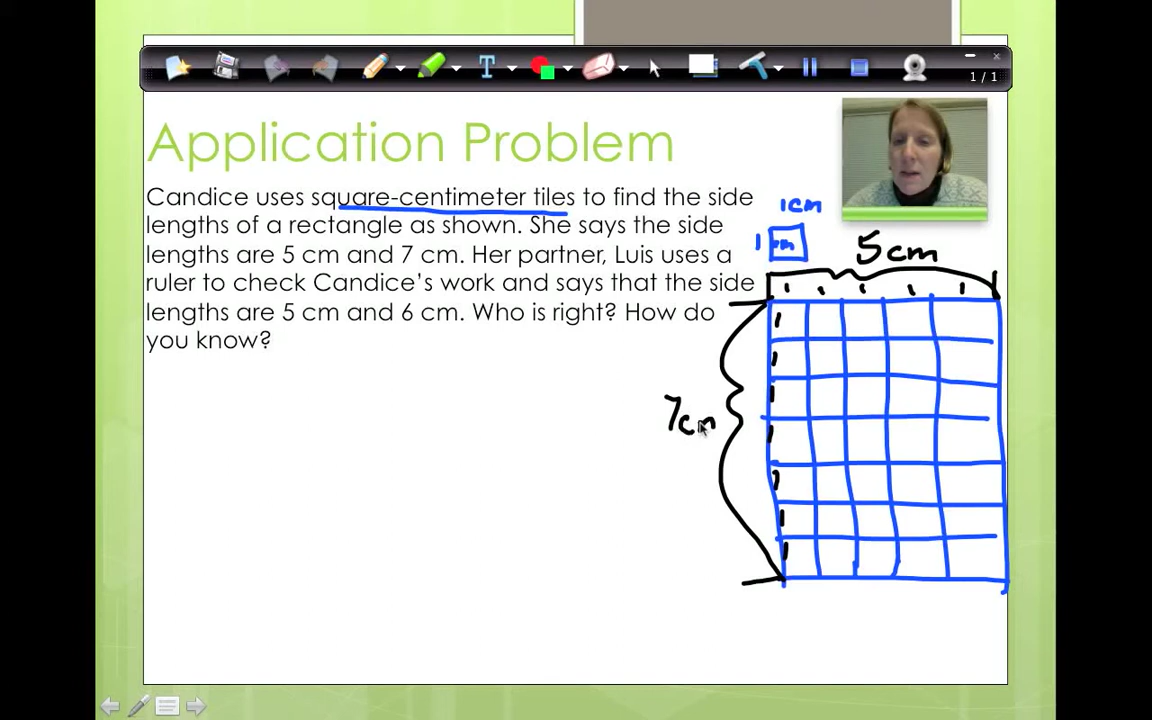 1 / 1
Application Problem
Candice uses square-centimeter tiles to find the side
lengths of a rectangle as shown. She says the side
lengths are 5 cm and 7 cm. Her partner, Luis uses a
ruler to check Candice's work and says that the side
lengths are 5 cm and 6 cm. Who is right? How do
you know?
1cm
1 cm
5cm
7cm
T